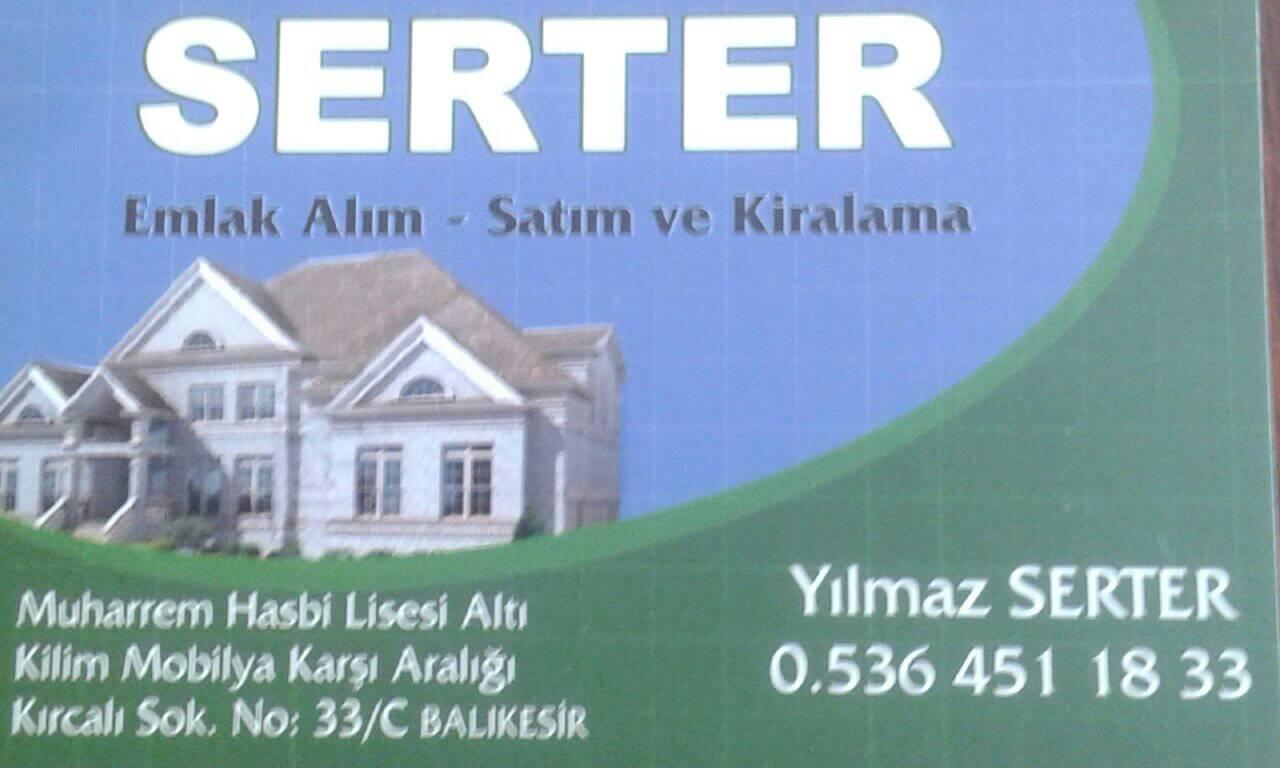 SERTER
Emlak Alım - Satım ve Kiralama
Muharrem Hasbi Lisesi Altı
Kilim Mobilya Karşı Aralığı
Kırcalı Sok. No: 33/C BALIKESİR
Yılmaz SERTER
0.536 451 18 33